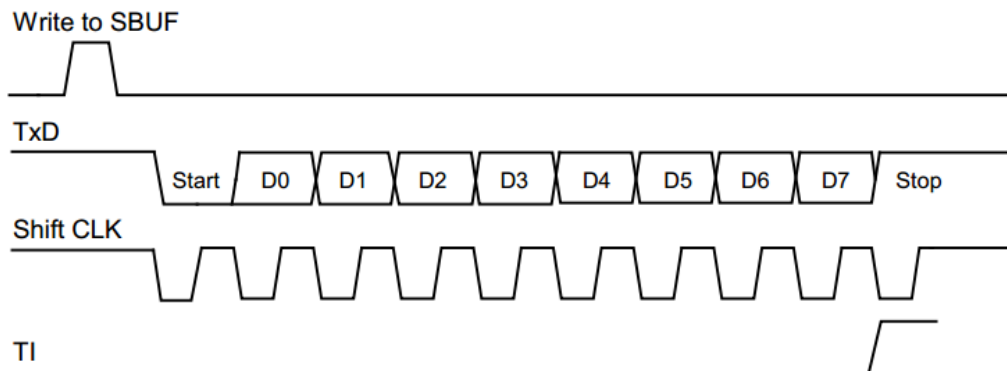 Write to SBUF
TxD
Start D0 D1 D2 D3 D4 D5 D6 D7 Stop
Shift CLK
TI